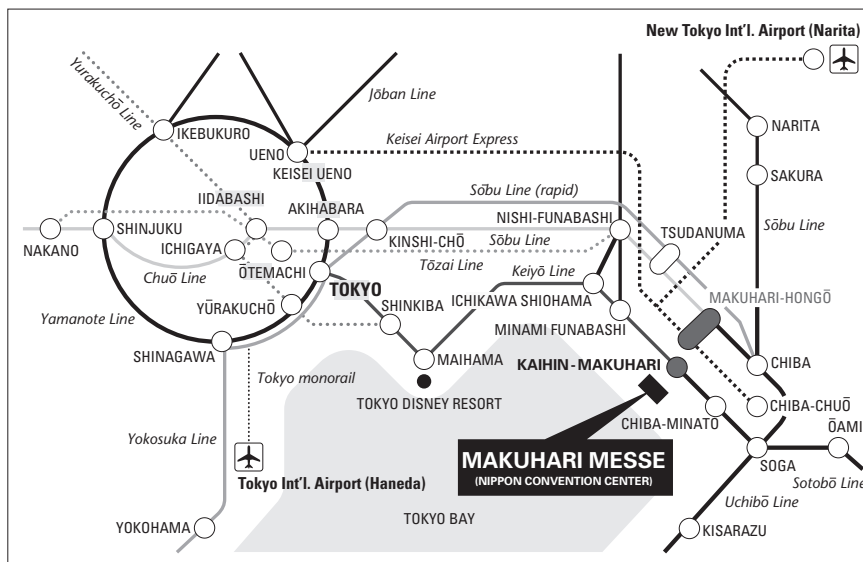 New Tokyo Int'l. Airport (Narita)
Yurakuchō Line
Jōban Line
IKEBUKURO
UENO
KEISEI UENO
Keisei Airport Express
NARITA
SAKURA
IIDABASHI
AKIHABARA
Sōbu Line (rapid)
NISHI-FUNABASHI
TSUDANUMA
Sōbu Line
NAKANO
SHINJUKU
ICHIGAYA
KINSHI-CHŌ
Sōbu Line
Chuō Line
ŌTEMACHI
Tōzai Line
TOKYO
Keiyō Line
YŪRAKUCHŌ
SHINKIBA
ICHIKAWA SHIOHAMA
MAKUHARI-HONGŌ
Yamanote Line
MINAMI FUNABASHI
SHINAGAWA
MAIHAMA
KAIHIN-MAKUHARI
CHIBA
Tokyo monorail
TOKYO DISNEY RESORT
CHIBA-MINATO
CHIBA-CHUŌ
ŌAMI
Yokosuka Line
MAKUHARI MESSE
(NIPPON CONVENTION CENTER)
SOGA
Sotobō Line
Tokyo Int'l. Airport (Haneda)
Uchibō Line
YOKOHAMA
TOKYO BAY
KISARAZU